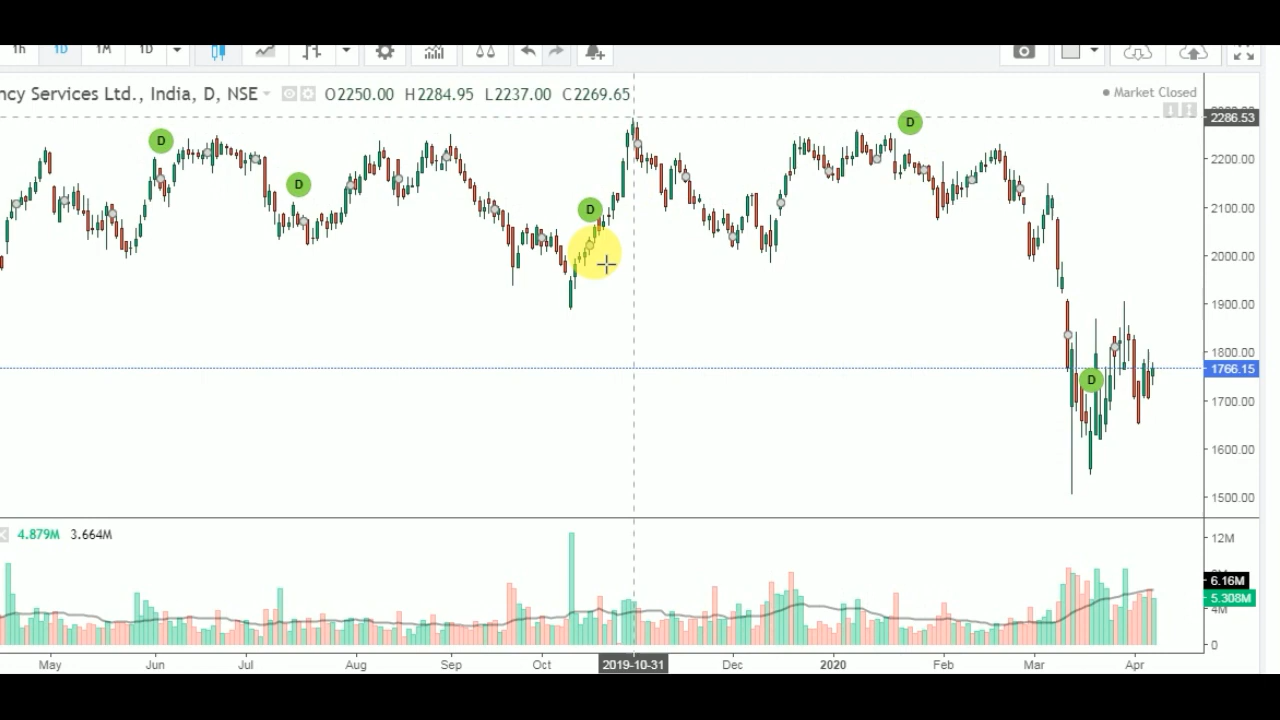 1h 1D 1M 1D
ncy Services Ltd., India, D, NSE O2250.00 H2284.95 L2237.00 C2269.65
Market Closed
2286.53
D
D
D
D
D
2200.00
2100.00
2000.00
1900.00
1800.00
1766.15
1700.00
1600.00
1500.00
4.879M 3.664M
12M
6.16M
5.308M
4M
0
May Jun Jul Aug Sep Oct 2019-10-31 Dec 2020 Feb Mar Apr